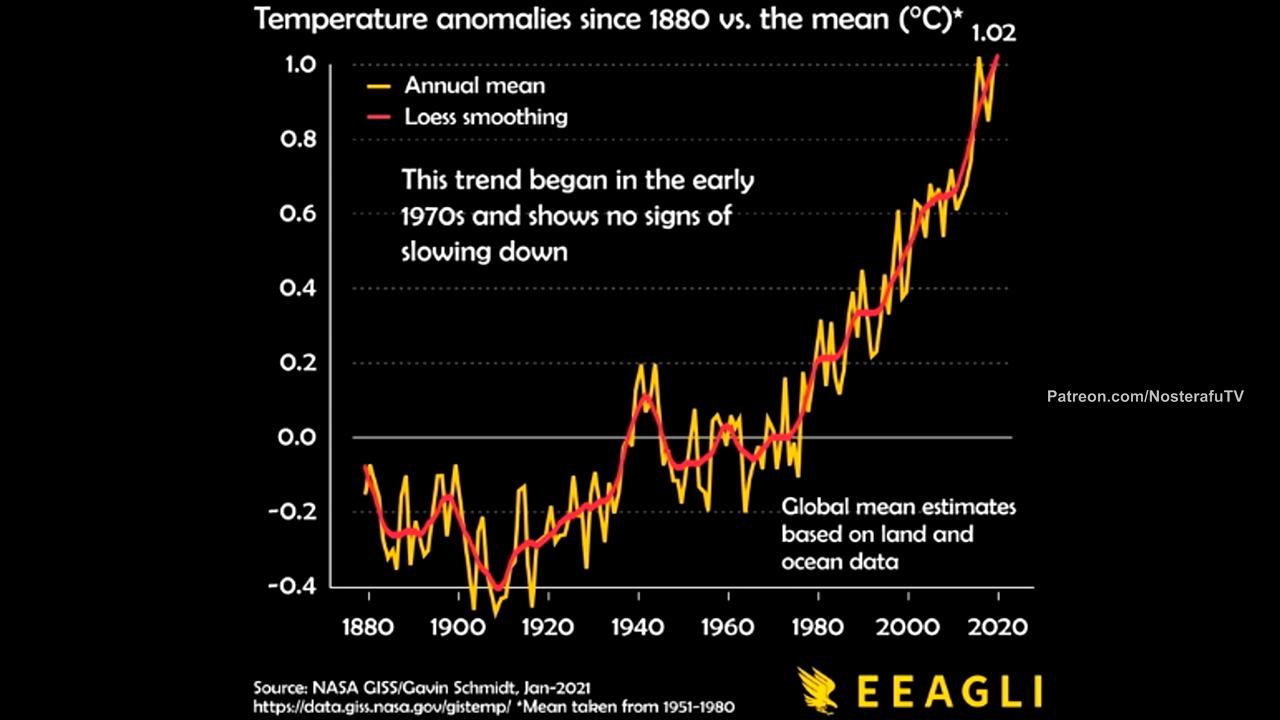 Temperature anomalies since 1880 vs. the mean (°C)*
1.02
1.0
Annual mean
Loess smoothing
0.8
This trend began in the early
1970s and shows no signs of
slowing down
0.6
0.4
0.2
Patreon.com/NosterafuTV
0.0
-0.2
Global mean estimates
based on land and
ocean data
-0.4
1880 1900 1920 1940 1960 1980 2000 2020
Source: NASA GISS/Gavin Schmidt, Jan-2021
https://data.giss.nasa.gov/gistemp/ *Mean taken from 1951-1980
EEAGLI